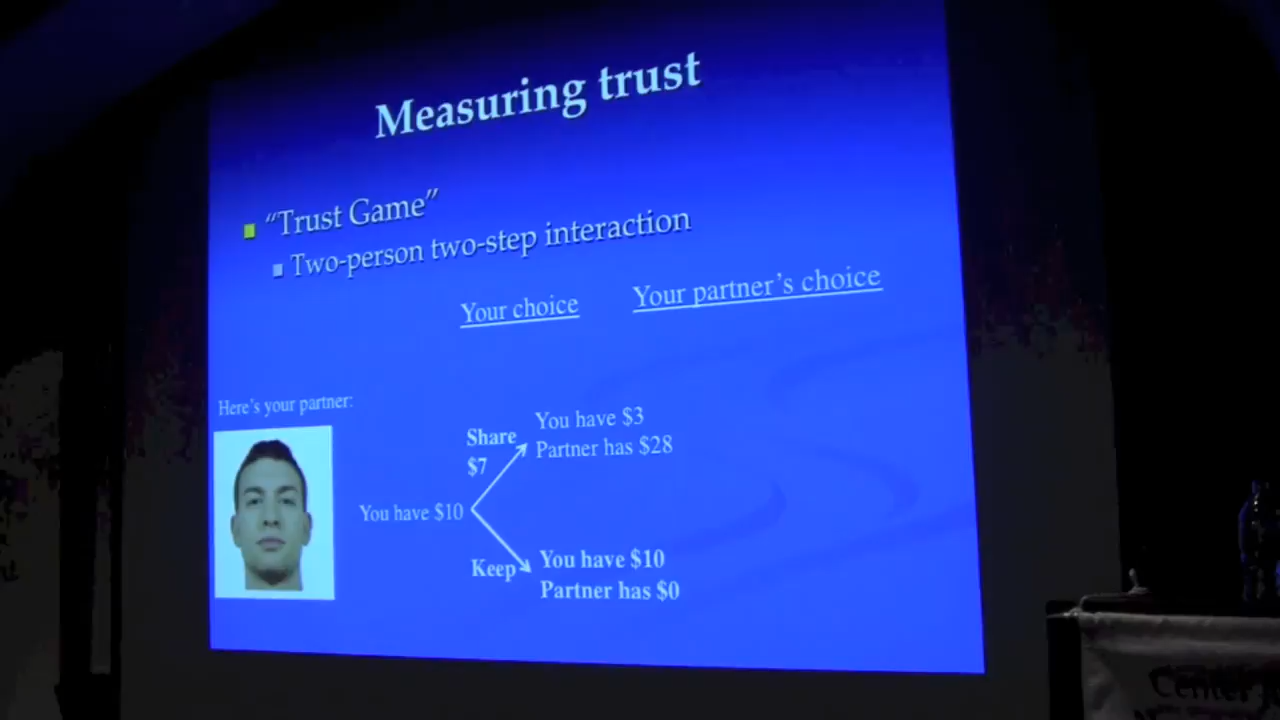 Measuring trust
“Trust Game”
Two-person two-step interaction
Your choice
Your partner’s choice
Here’s your partner:
Share
$7
You have $3
Partner has $28
You have $10
Keep
You have $10
Partner has $0
Center